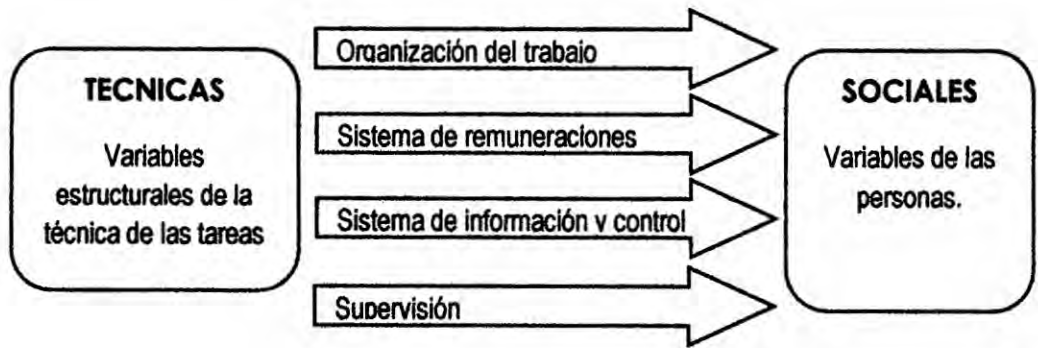 TECNICAS
Variables
estructurales de la
técnica de las tareas
Organización del trabajo
Sistema de remuneraciones
Sistema de información y control
Supervisión
SOCIALES
Variables de las
personas.